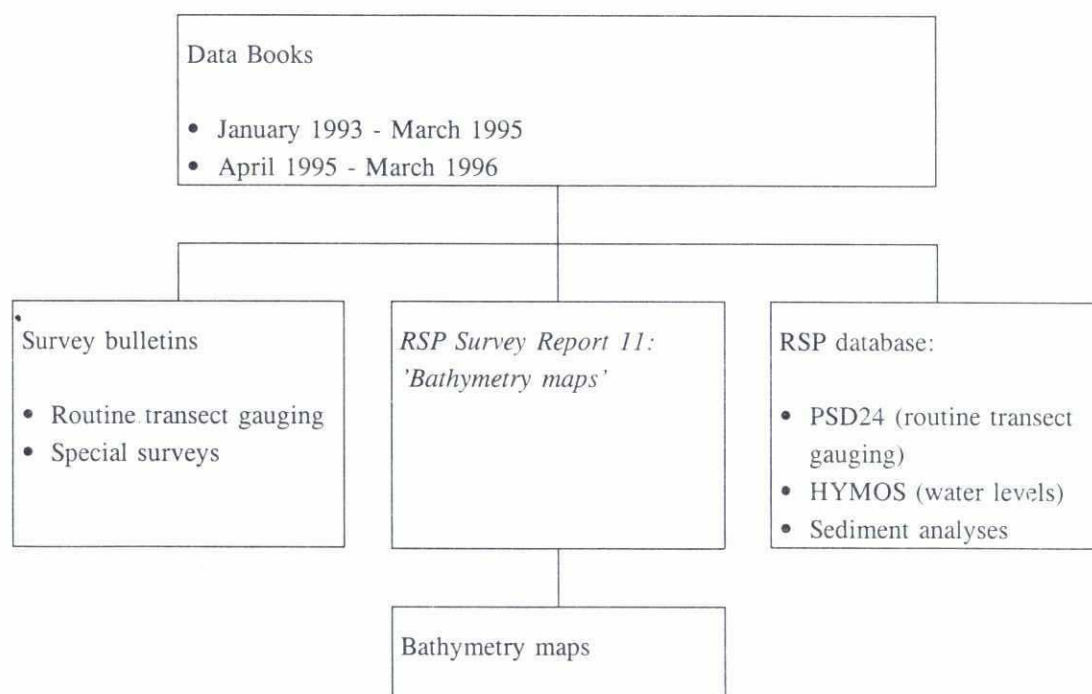 Data Books
• January 1993 - March 1995
• April 1995 - March 1996
Survey bulletins
• Routine transect gauging
• Special surveys
RSP Survey Report 11:
'Bathymetry maps'
RSP database:
• PSD24 (routine transect
gauging)
• HYMOS (water levels)
• Sediment analyses
Bathymetry maps